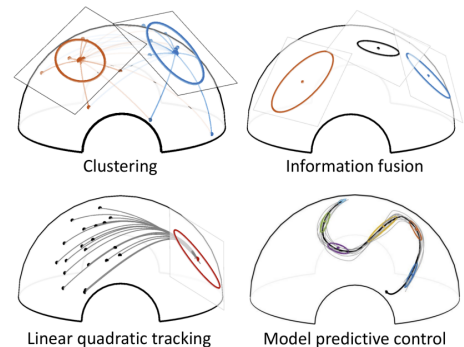 Clustering
Information fusion
Linear quadratic tracking
Model predictive control